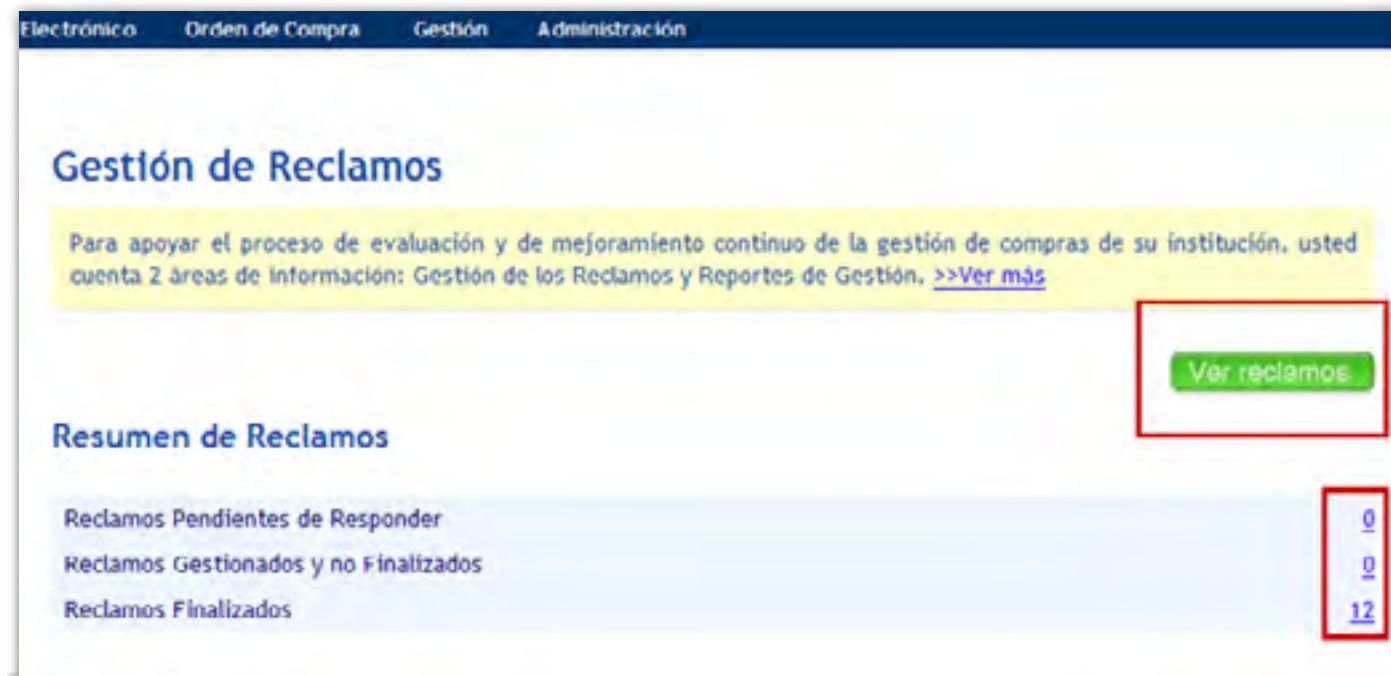 Electrónico Orden de Compra Gestión Administración
Gestión de Reclamos
Para apoyar el proceso de evaluación y de mejoramiento continuo de la gestión de compras de su institución, usted
cuenta 2 áreas de información: Gestión de los Reclamos y Reportes de Gestión. >>Ver más
Ver reclamos
Resumen de Reclamos
Reclamos Pendientes de Responder 0
Reclamos Gestionados y no Finalizados 0
Reclamos Finalizados 12